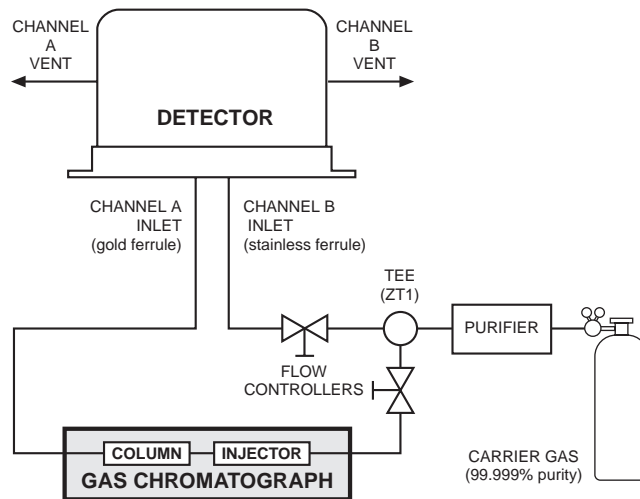 CHANNEL
A
VENT
CHANNEL
B
VENT
DETECTOR
CHANNEL A
INLET
(gold ferrule)
CHANNEL B
INLET
(stainless ferrule)
TEE
(ZT1)
PURIFIER
FLOW
CONTROLLERS
COLUMN
INJECTOR
GAS CHROMATOGRAPH
CARRIER GAS
(99.999% purity)